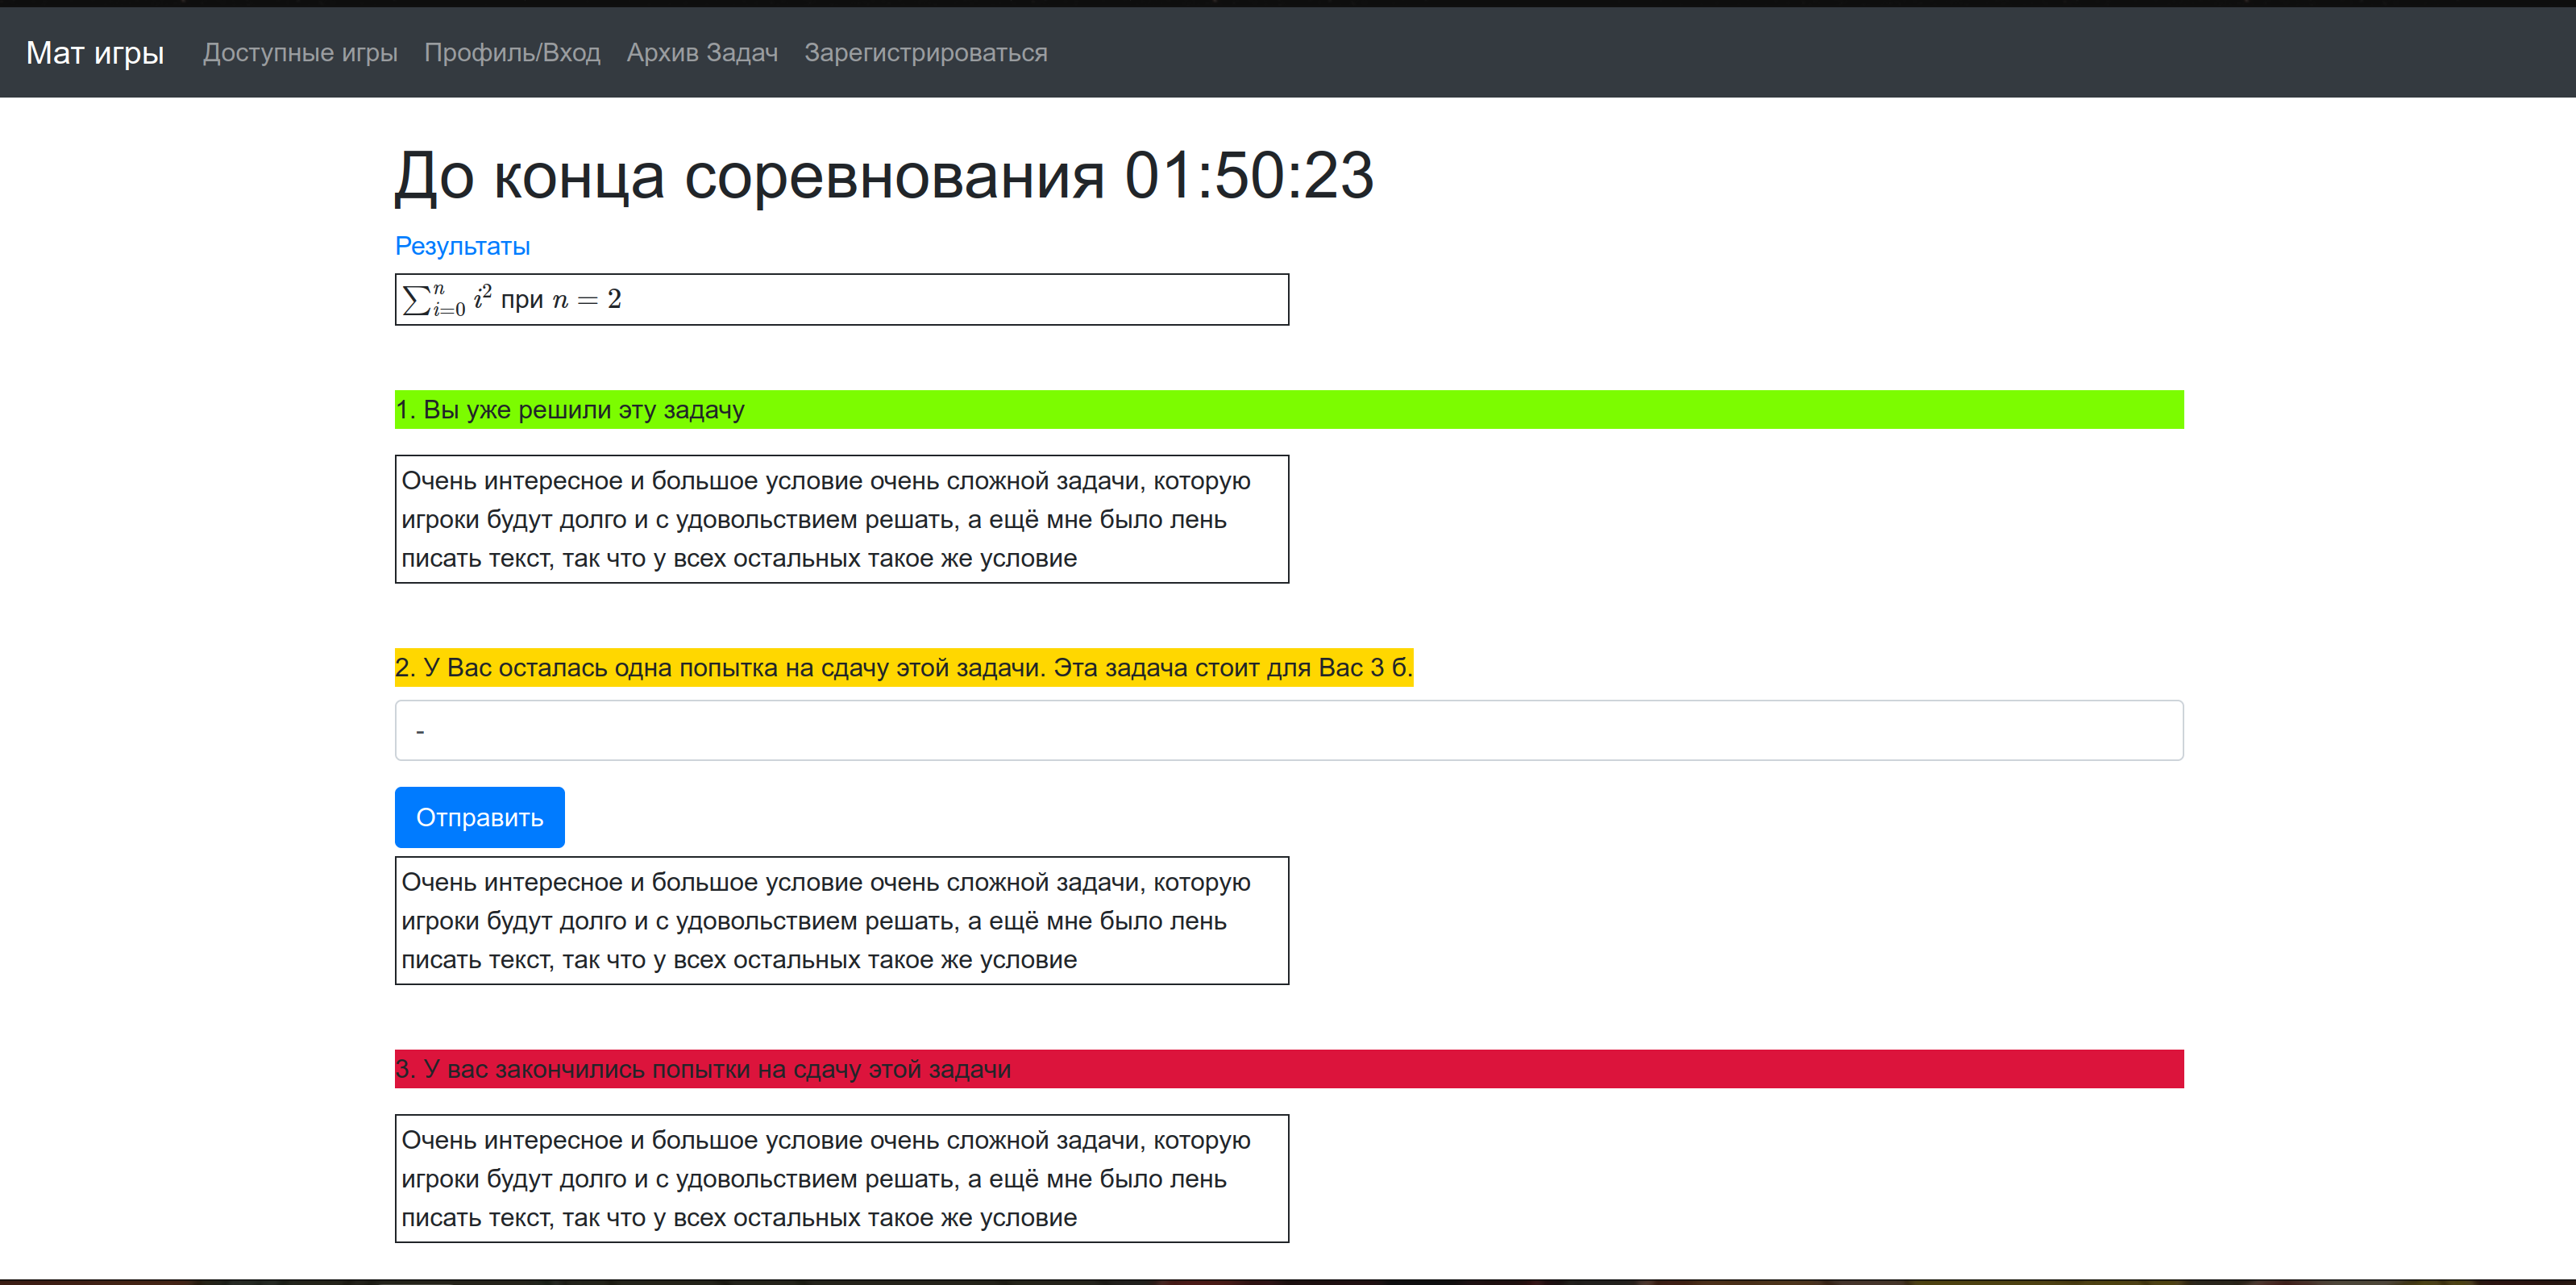 Мат игры Доступные игры Профиль/Вход Архив Задач Зарегистрироваться
До конца соревнования 01:50:23
Результаты
∑ⁿᵢ₌₀ i² при n = 2
1. Вы уже решили эту задачу
Очень интересное и большое условие очень сложной задачи, которую
игроки будут долго и с удовольствием решать, а ещё мне было лень
писать текст, так что у всех остальных такое же условие
2. У Вас осталась одна попытка на сдачу этой задачи. Эта задача стоит для Вас 3 б.
-
Отправить
Очень интересное и большое условие очень сложной задачи, которую
игроки будут долго и с удовольствием решать, а ещё мне было лень
писать текст, так что у всех остальных такое же условие
3. У вас закончились попытки на сдачу этой задачи
Очень интересное и большое условие очень сложной задачи, которую
игроки будут долго и с удовольствием решать, а ещё мне было лень
писать текст, так что у всех остальных такое же условие